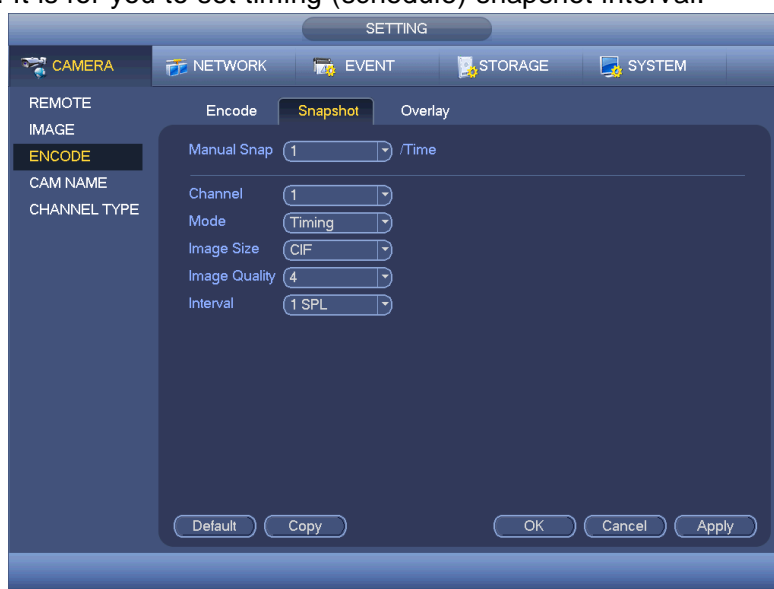 It is for you to set timing (schedule) snapshot interval.
SETTING
CAMERA NETWORK EVENT STORAGE SYSTEM
REMOTE
IMAGE
ENCODE
CAM NAME
CHANNEL TYPE
Encode Snapshot Overlay
Manual Snap 1 /Time
Channel 1
Mode Timing
Image Size CIF
Image Quality 4
Interval 1 SPL
Default Copy OK Cancel Apply